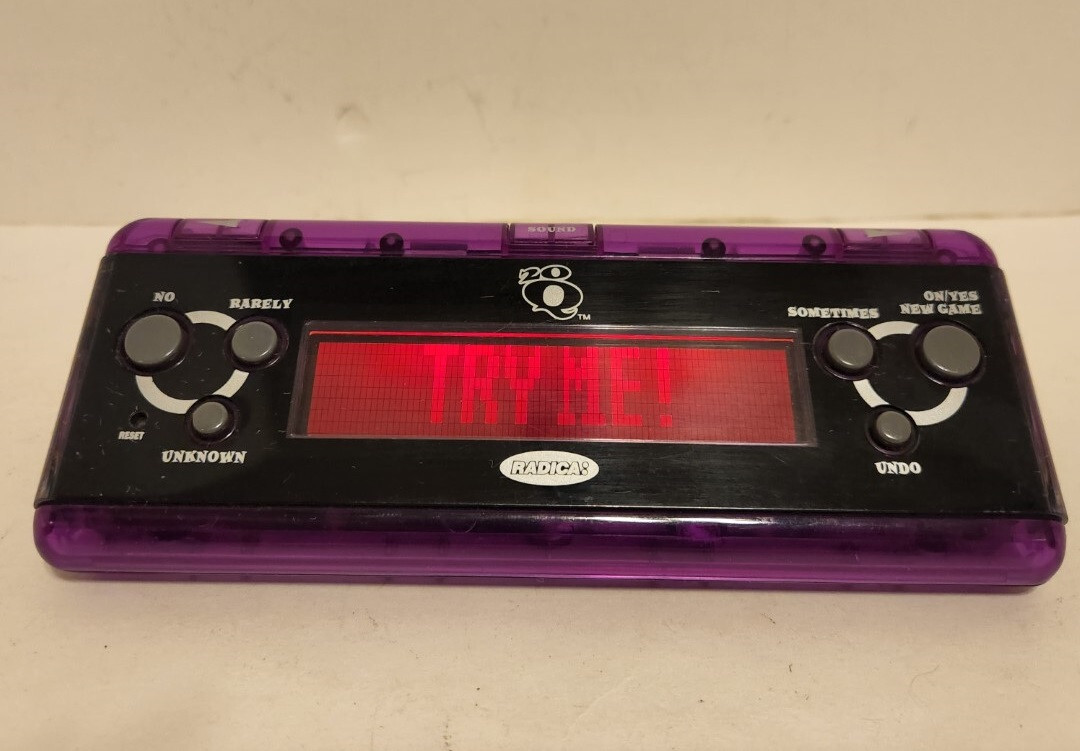 SOUND
20Q
TM
NO
RARELY
SOMETIMES
ON/YES
NEW GAME
TRY ME!
RESET
UNKNOWN
RADICA:
UNDO